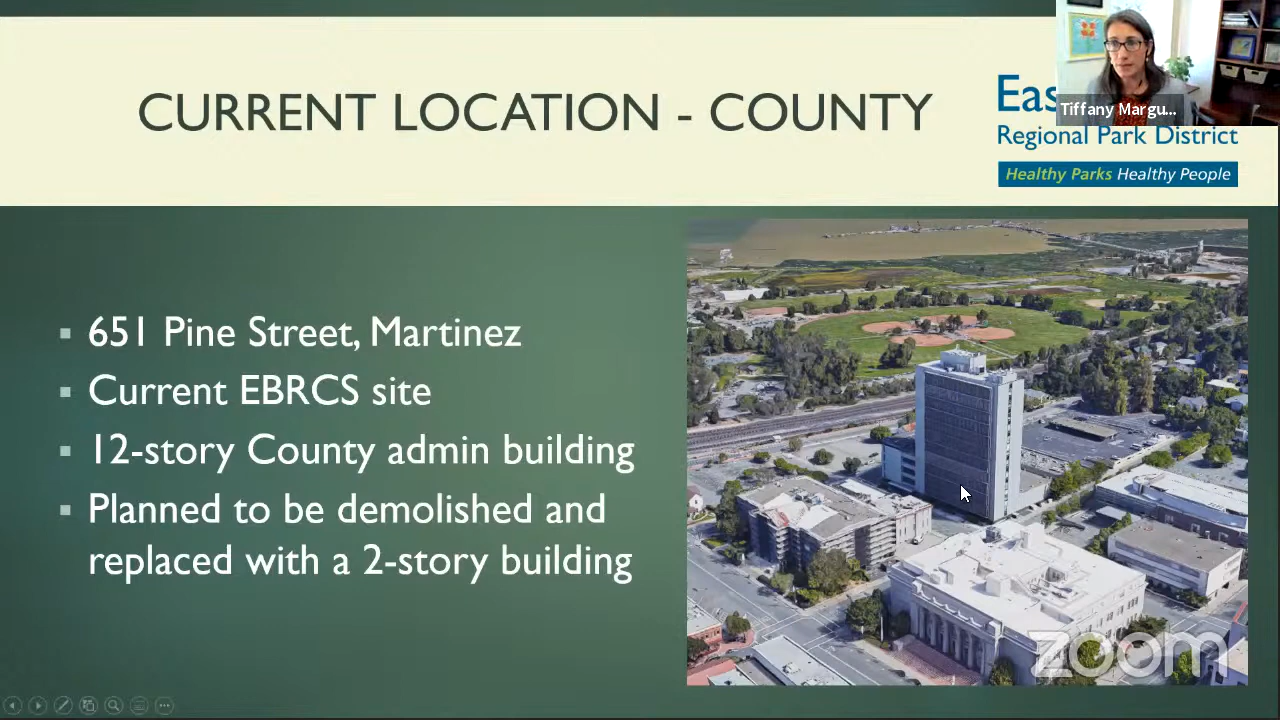 CURRENT LOCATION - COUNTY
Eas
Tiffany Margu...
Regional Park District
Healthy Parks Healthy People
651 Pine Street, Martinez
Current EBRCS site
12-story County admin building
Planned to be demolished and
replaced with a 2-story building
zoom